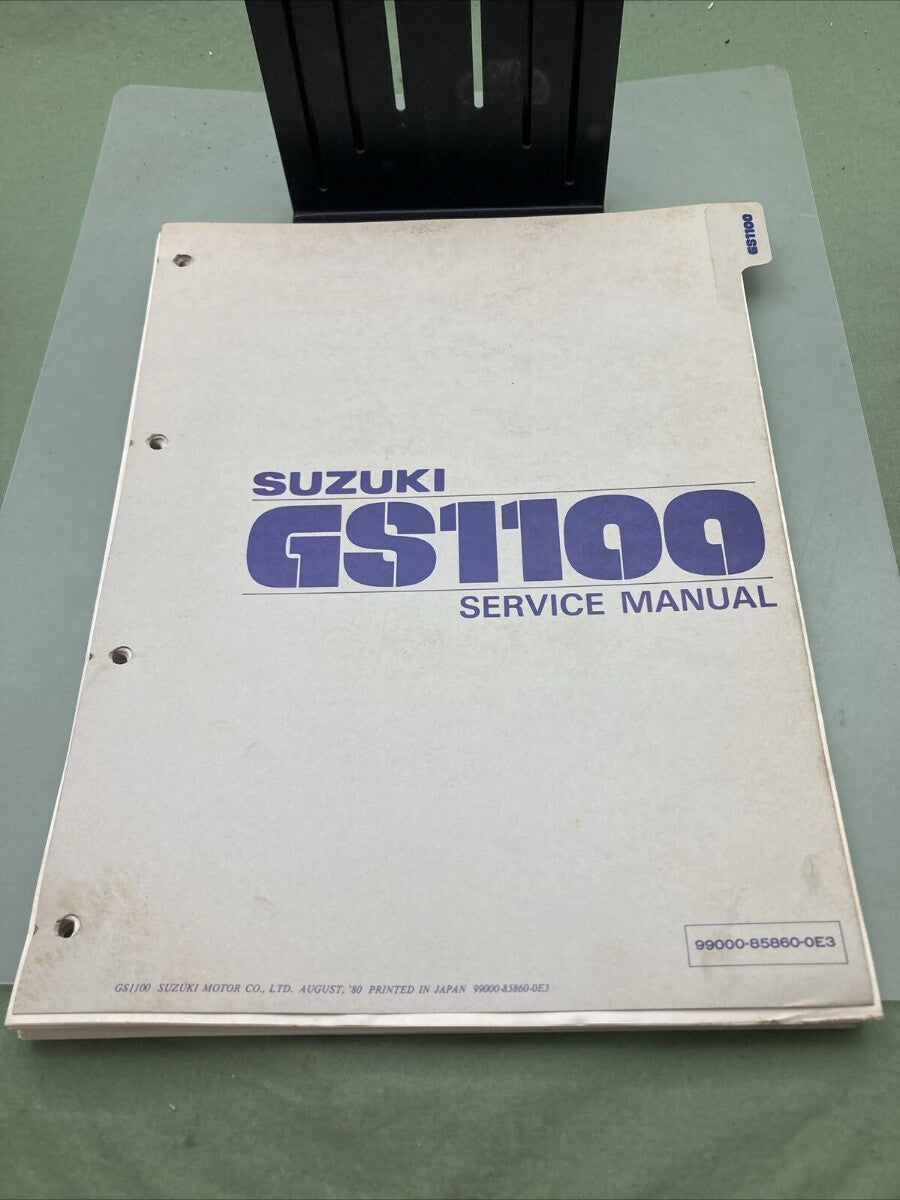 GS1100
SUZUKI
GS1100
SERVICE MANUAL
99000-85860-0E3
GS1100 SUZUKI MOTOR CO., LTD. AUGUST, '80 PRINTED IN JAPAN 99000-85860-0E3